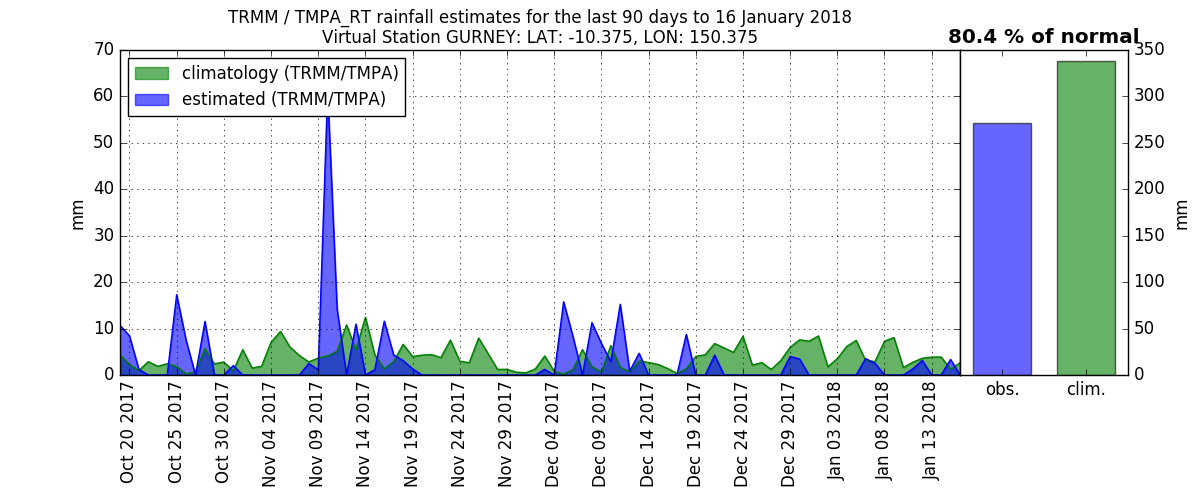 TRMM / TMPA_RT rainfall estimates for the last 90 days to 16 January 2018
Virtual Station GURNEY: LAT: -10.375, LON: 150.375
80.4 % of normal
climatology (TRMM/TMPA)
estimated (TRMM/TMPA)
70
60
50
40
30
20
10
0
mm
Oct 20 2017
Oct 25 2017
Oct 30 2017
Nov 04 2017
Nov 09 2017
Nov 14 2017
Nov 19 2017
Nov 24 2017
Nov 29 2017
Dec 04 2017
Dec 09 2017
Dec 14 2017
Dec 19 2017
Dec 24 2017
Dec 29 2017
Jan 03 2018
Jan 08 2018
Jan 13 2018
350
300
250
200
150
100
50
0
mm
obs.
clim.